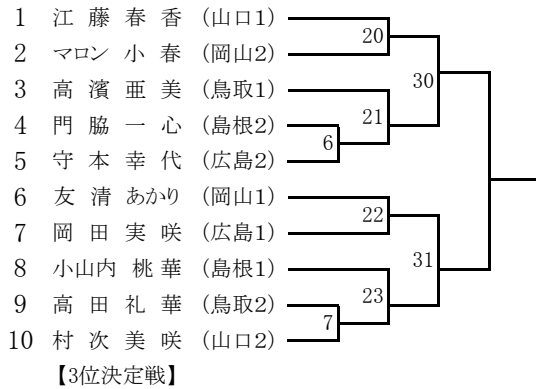 1 江 藤 春 香 (山口1)
2 マロン 小 春 (岡山2)
3 高 濱 亜 美 (鳥取1)
4 門 脇 一 心 (島根2)
5 守 本 幸 代 (広島2)
6 友 清 あかり (岡山1)
7 岡 田 実 咲 (広島1)
8 小山内 桃 華 (島根1)
9 高 田 礼 華 (鳥取2)
10 村 次 美 咲 (山口2)
20
30
21
6
22
31
23
7
【3位決定戦】